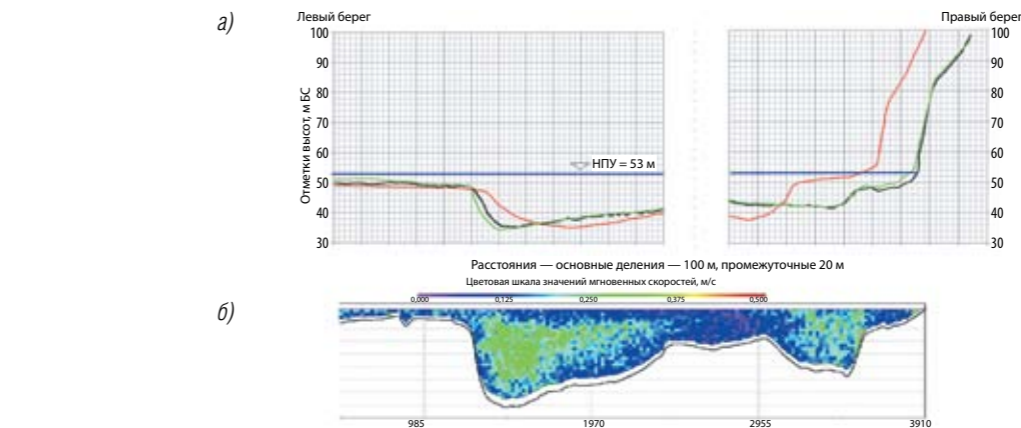 а)
Левый берег
Правый берег
Отметки высот, м БС
100
90
80
70
60
50
40
30
НПУ = 53 м
100
90
80
70
60
50
40
30
Расстояния — основные деления — 100 м, промежуточные 20 м
Цветовая шкала значений мгновенных скоростей, м/с
0,000 0,125 0,250 0,375 0,500
б)
985 1970 2955 3910